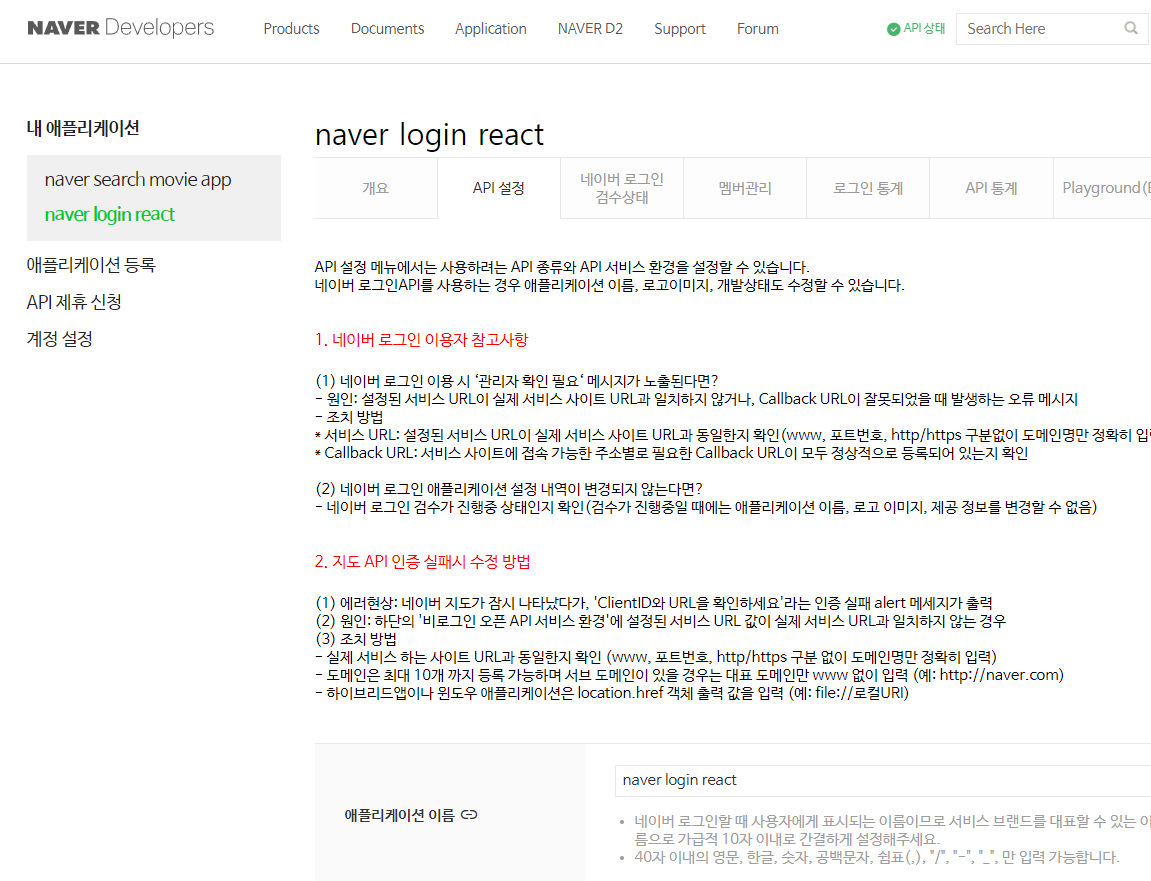 NAVER Developers
Products Documents Application NAVER D2 Support Forum
API 상태
Search Here
내 애플리케이션
naver search movie app
naver login react
애플리케이션 등록
API 제휴 신청
계정 설정
naver login react
개요
API 설정
네이버 로그인
검수상태
멤버관리
로그인 통계
API 통계
Playground(
API 설정 메뉴에서는 사용하려는 API 종류와 API 서비스 환경을 설정할 수 있습니다.
네이버 로그인API를 사용하는 경우 애플리케이션 이름, 로고이미지, 개발상태도 수정할 수 있습니다.
1. 네이버 로그인 이용자 참고사항
(1) 네이버 로그인 이용 시 ‘관리자 확인 필요‘ 메시지가 노출된다면?
- 원인: 설정된 서비스 URL이 실제 서비스 사이트 URL과 일치하지 않거나, Callback URL이 잘못되었을 때 발생하는 오류 메시지
- 조치 방법
* 서비스 URL: 설정된 서비스 URL이 실제 서비스 사이트 URL과 동일한지 확인(www, 포트번호, http/https 구분없이 도메인명만 정확히
* Callback URL: 서비스 사이트에 접속 가능한 주소별로 필요한 Callback URL이 모두 정상적으로 등록되어 있는지 확인
(2) 네이버 로그인 애플리케이션 설정 내역이 변경되지 않는다면?
- 네이버 로그인 검수가 진행중 상태인지 확인(검수가 진행중일 때에는 애플리케이션 이름, 로고 이미지, 제공 정보를 변경할 수 없음)
2. 지도 API 인증 실패시 수정 방법
(1) 에러현상: 네이버 지도가 잠시 나타났다가, 'ClientID와 URL을 확인하세요'라는 인증 실패 alert 메세지가 출력
(2) 원인: 하단의 '비로그인 오픈 API 서비스 환경'에 설정된 서비스 URL 값이 실제 서비스 URL과 일치하지 않는 경우
(3) 조치 방법
- 실제 서비스 하는 사이트 URL과 동일한지 확인 (www, 포트번호, http/https 구분 없이 도메인명만 정확히 입력)
- 도메인은 최대 10개 까지 등록 가능하며 서브 도메인이 있을 경우는 대표 도메인만 www 없이 입력 (예: http://naver.com)
- 하이브리드앱이나 윈도우 애플리케이션은 location.href 객체 출력 값을 입력 (예: file://로컬URI)
애플리케이션 이름
naver login react
• 네이버 로그인할 때 사용자에게 표시되는 이름이므로 서비스 브랜드를 대표할 수 있는 이
름으로 가급적 10자 이내로 간결하게 설정해주세요.
• 40자 이내의 영문, 한글, 숫자, 공백문자, 쉼표(,), "/", "-", "_", 만 입력 가능합니다.